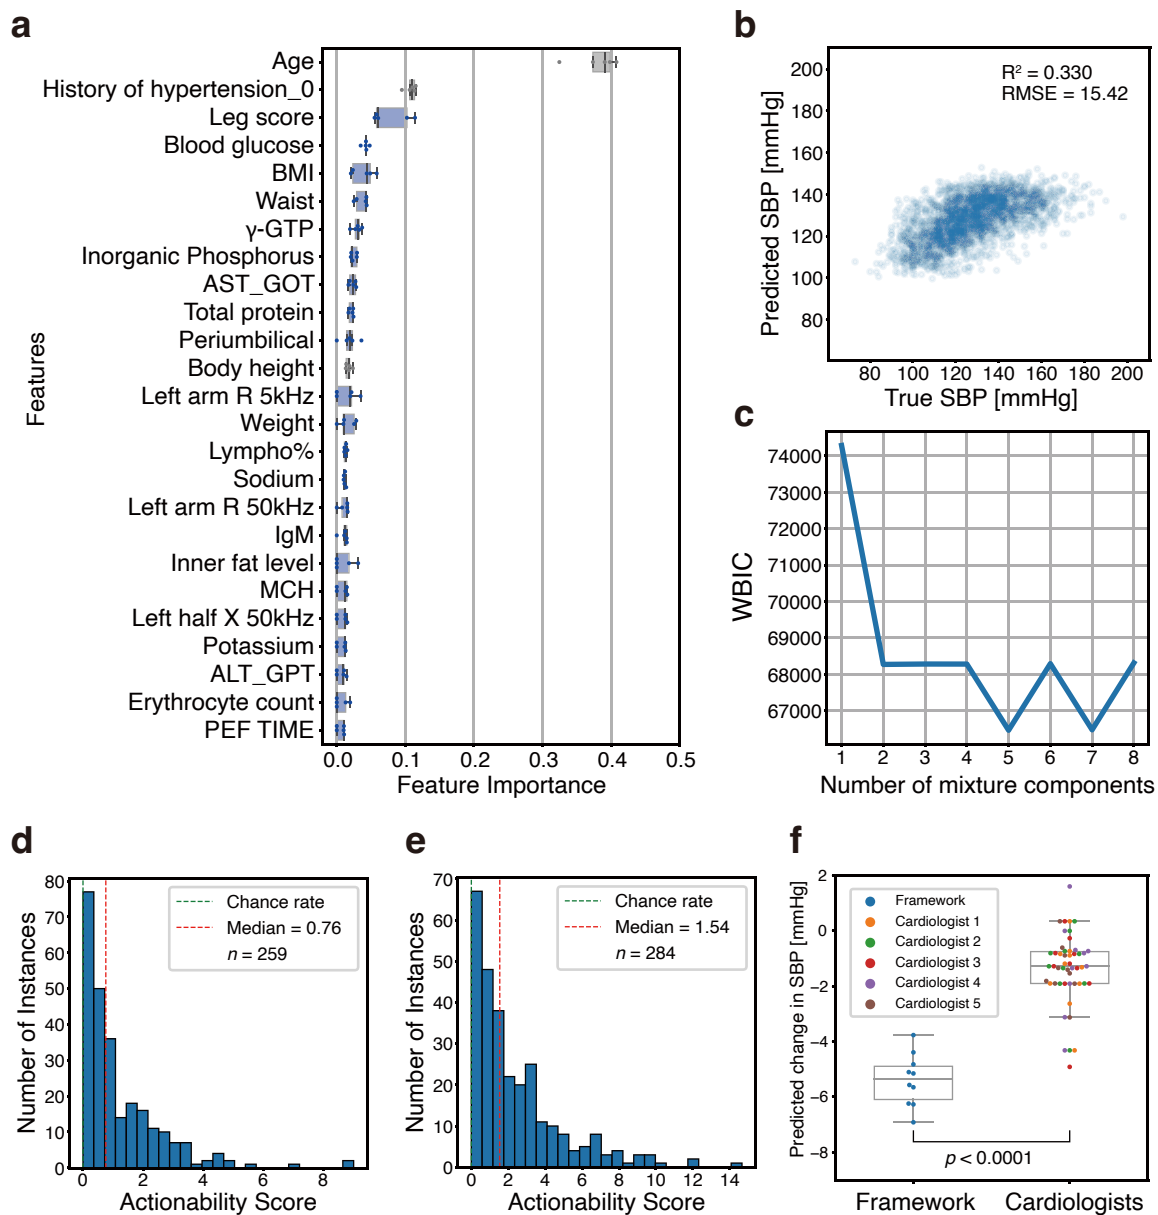 a
Features
Age
History of hypertension_0
Leg score
Blood glucose
BMI
Waist
γ-GTP
Inorganic Phosphorus
AST_GOT
Total protein
Periumbilical
Body height
Left arm R 5kHz
Weight
Lympho%
Sodium
Left arm R 50kHz
IgM
Inner fat level
MCH
Left half X 50kHz
Potassium
ALT_GPT
Erythrocyte count
PEF TIME
0.0 0.1 0.2 0.3 0.4 0.5
Feature Importance
b
Predicted SBP [mmHg]
200
180
160
140
120
100
80
R² = 0.330
RMSE = 15.42
80 100 120 140 160 180 200
True SBP [mmHg]
c
WBIC
74000
73000
72000
71000
70000
69000
68000
67000
1 2 3 4 5 6 7 8
Number of mixture components
d
Number of Instances
80
70
60
50
40
30
20
10
0
Chance rate
Median = 0.76
n = 259
0 2 4 6 8
Actionability Score
e
Number of Instances
70
60
50
40
30
20
10
0
Chance rate
Median = 1.54
n = 284
0 2 4 6 8 10 12 14
Actionability Score
f
Predicted change in SBP [mmHg]
2
0
−2
−4
−6
−8
Framework
Cardiologist 1
Cardiologist 2
Cardiologist 3
Cardiologist 4
Cardiologist 5
p < 0.0001
Framework Cardiologists